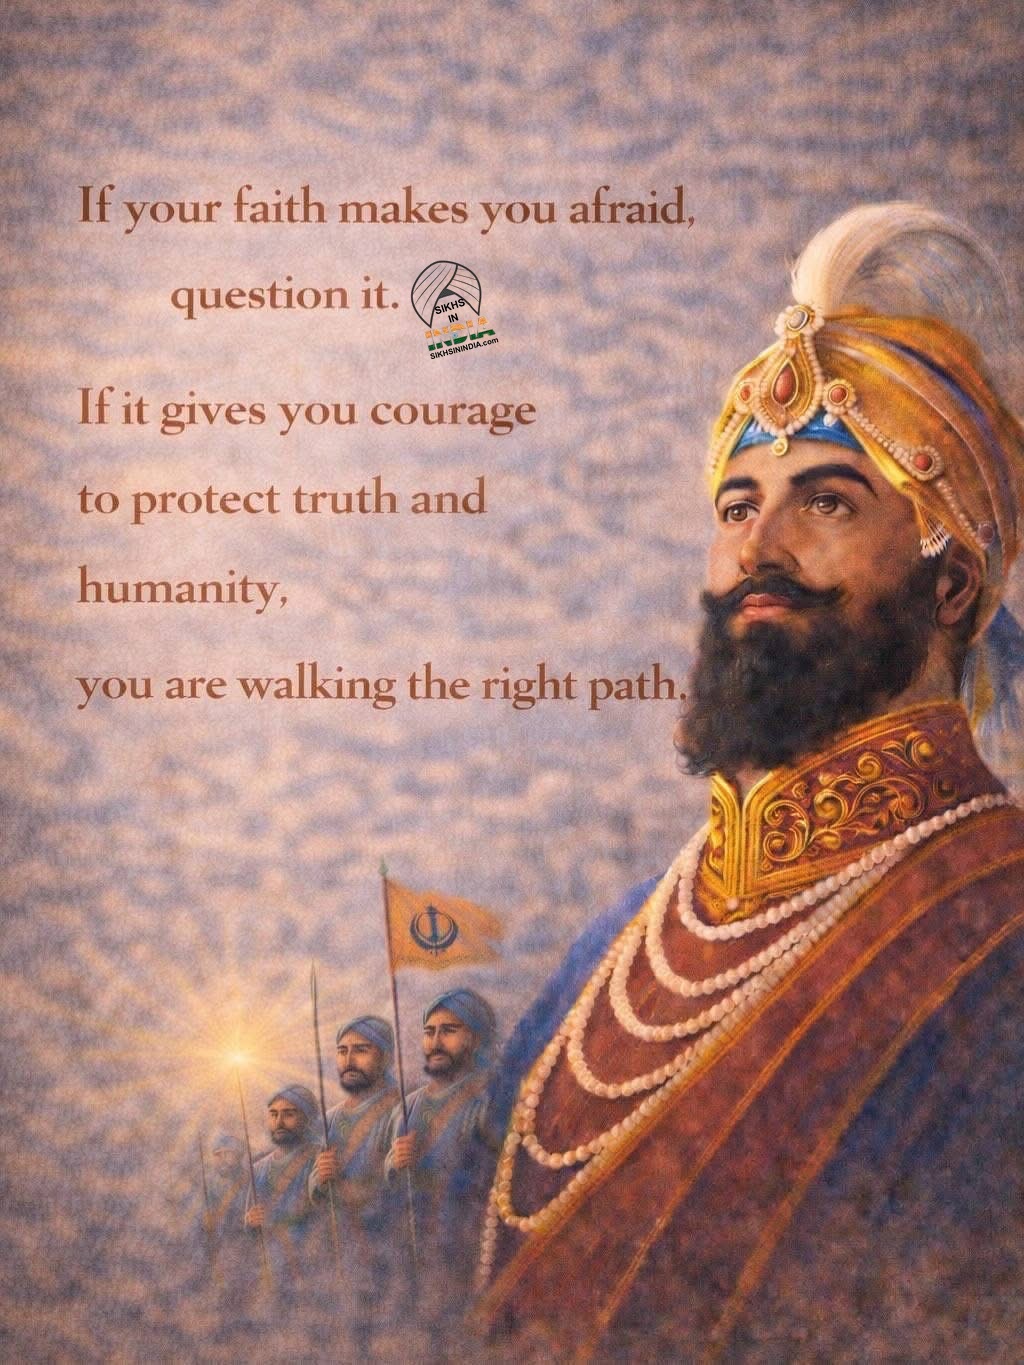 If your faith makes you afraid,
question it.
SIKHS
IN
INDIA
SIKHSININDIA.com
If it gives you courage
to protect truth and
humanity,
you are walking the right path.